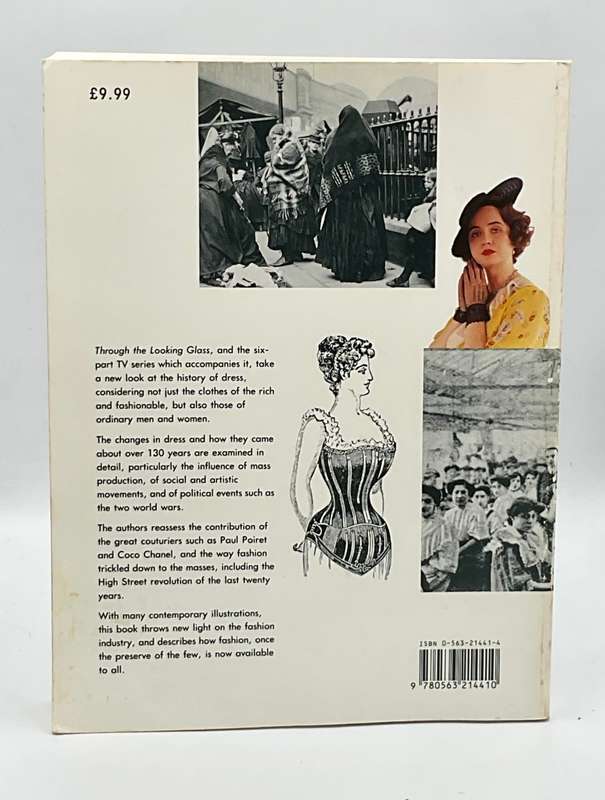 £9.99
Through the Looking Glass, and the six-
part TV series which accompanies it, take
a new look at the history of dress,
considering not just the clothes of the rich
and fashionable, but also those of
ordinary men and women.
The changes in dress and how they came
about over 130 years are examined in
detail, particularly the influence of mass
production, of social and artistic
movements, and of political events such as
the two world wars.
The authors reassess the contribution of
the great couturiers such as Paul Poiret
and Coco Chanel, and the way fashion
trickled down to the masses, including the
High Street revolution of the last twenty
years.
With many contemporary illustrations,
this book throws new light on the fashion
industry, and describes how fashion, once
the preserve of the few, is now available
to all.
ISBN 0-563-21441-4
9 780563 214410